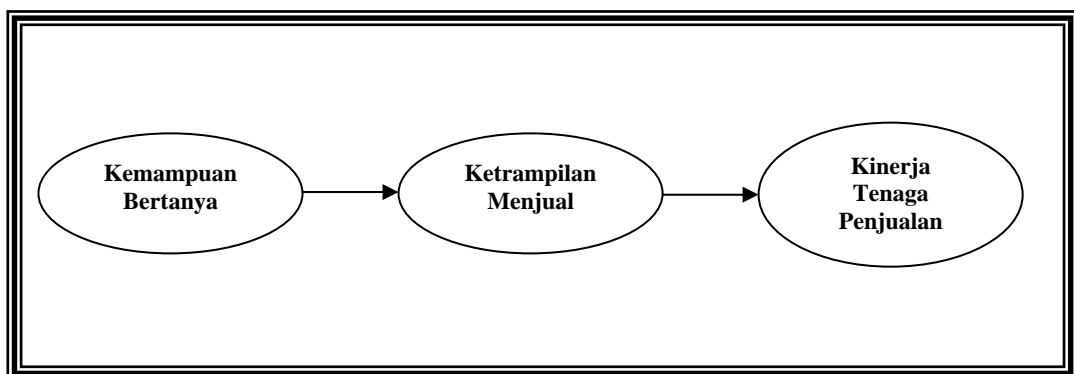 Kemampuan
Bertanya
Ketrampilan
Menjual
Kinerja
Tenaga
Penjualan